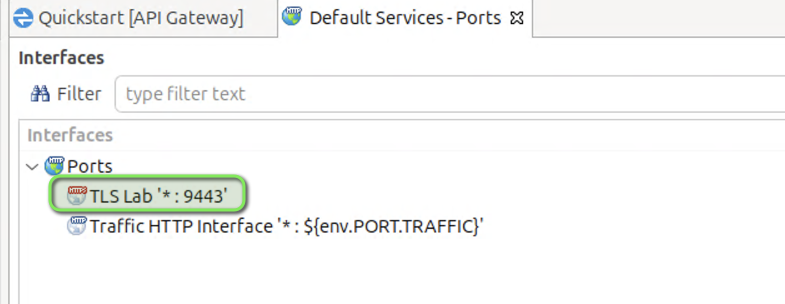 Quickstart [API Gateway] Default Services - Ports
Interfaces
Filter type filter text
Interfaces
Ports
TLS Lab '* : 9443'
Traffic HTTP Interface '* : ${env.PORT.TRAFFIC}'